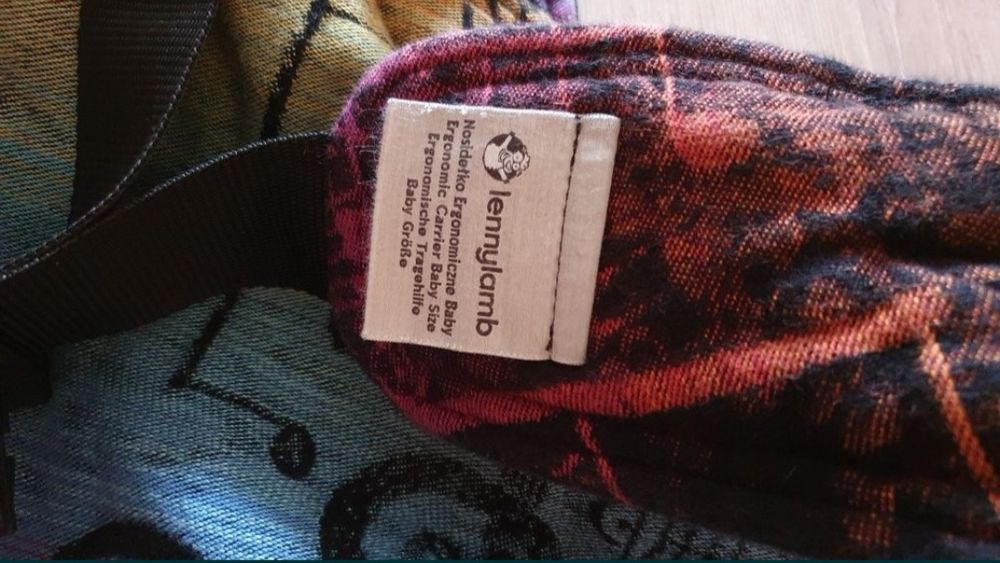 lennylamb
Nosidełko Ergonomiczne Baby
Ergonomic Carrier Baby Size
Ergonomische Tragehilfe
Baby Größe